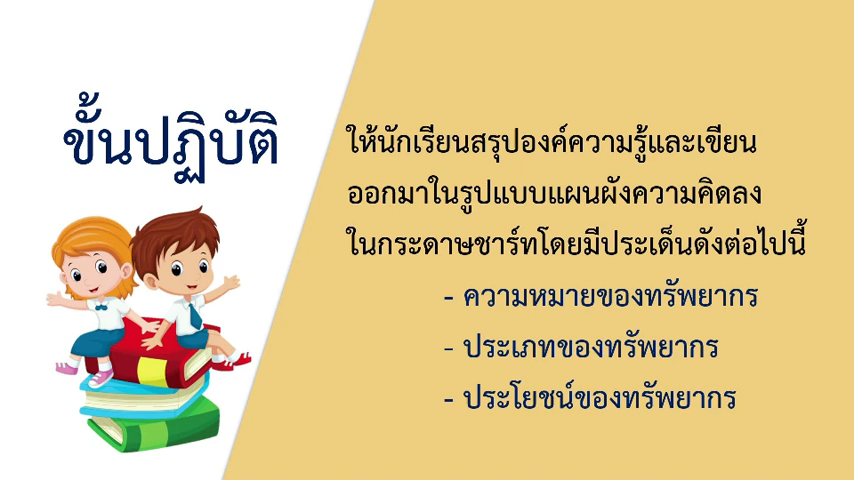 ขั้นปฏิบัติ
ให้นักเรียนสรุปองค์ความรู้และเขียน
ออกมาในรูปแบบแผนผังความคิดลง
ในกระดาษชาร์ทโดยมีประเด็นดังต่อไปนี้
- ความหมายของทรัพยากร
- ประเภทของทรัพยากร
- ประโยชน์ของทรัพยากร